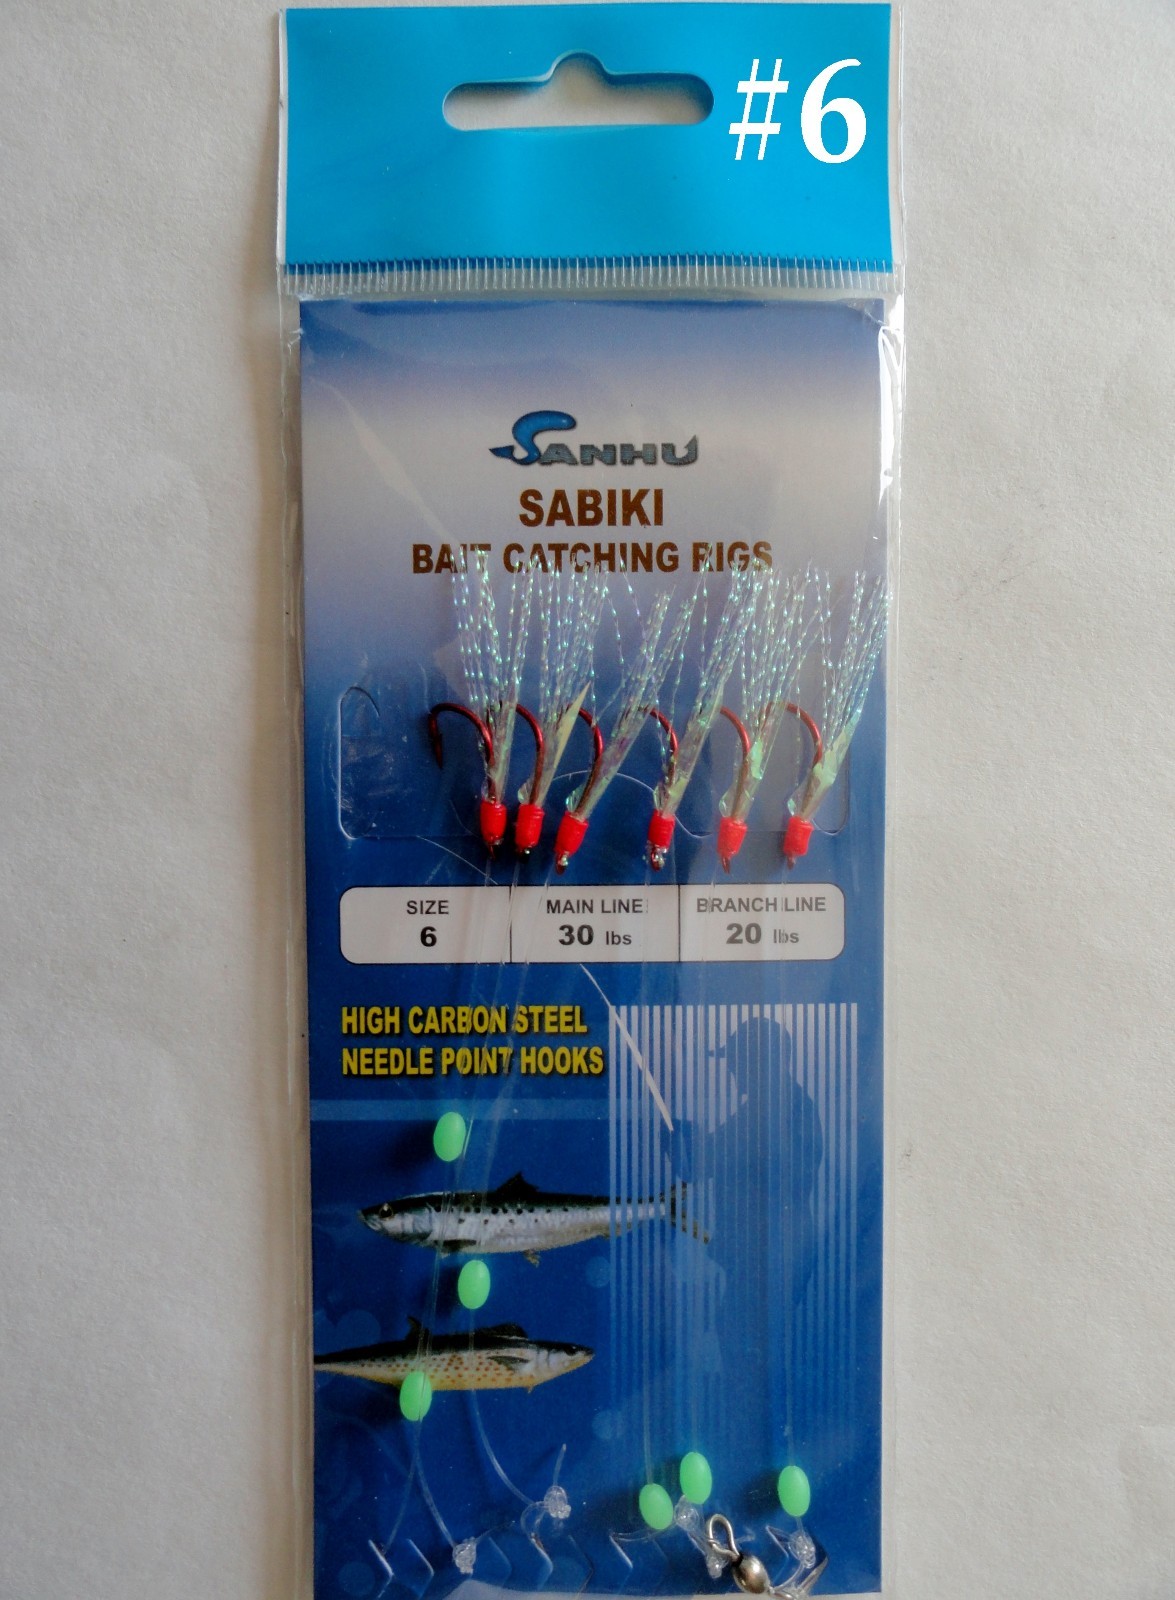 #6
SANHU
SABIKI
BAIT CATCHING RIGS
SIZE
6
MAIN LINE
30 lbs
BRANCH LINE
20 lbs
HIGH CARBON STEEL
NEEDLE POINT HOOKS